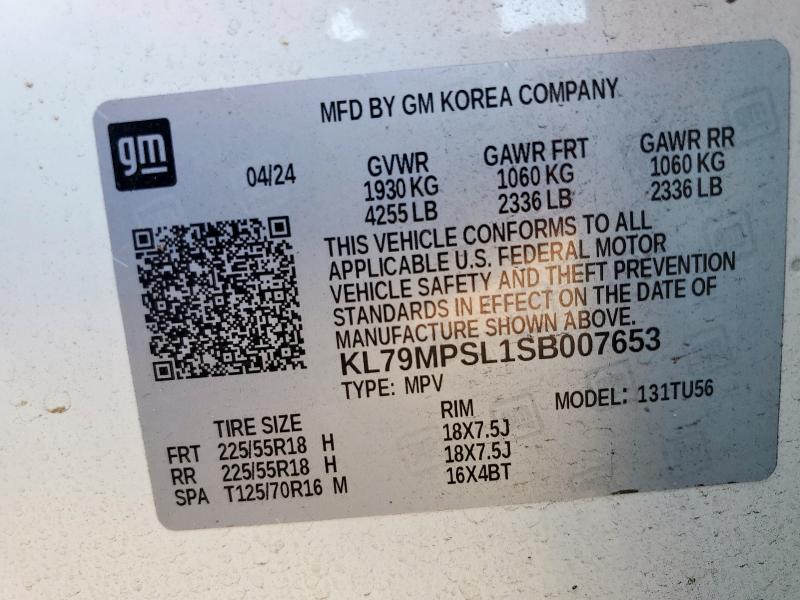 MFD BY GM KOREA COMPANY
gm
04/24
GVWR GAWR FRT GAWR RR
1930 KG 1060 KG 1060 KG
4255 LB 2336 LB 2336 LB
THIS VEHICLE CONFORMS TO ALL
APPLICABLE U.S. FEDERAL MOTOR
VEHICLE SAFETY AND THEFT PREVENTION
STANDARDS IN EFFECT ON THE DATE OF
MANUFACTURE SHOWN ABOVE.
KL79MPSL1SB007653
TYPE: MPV MODEL: 131TU56
TIRE SIZE RIM
FRT 225/55R18 H 18X7.5J
RR 225/55R18 H 18X7.5J
SPA T125/70R16 M 16X4BT